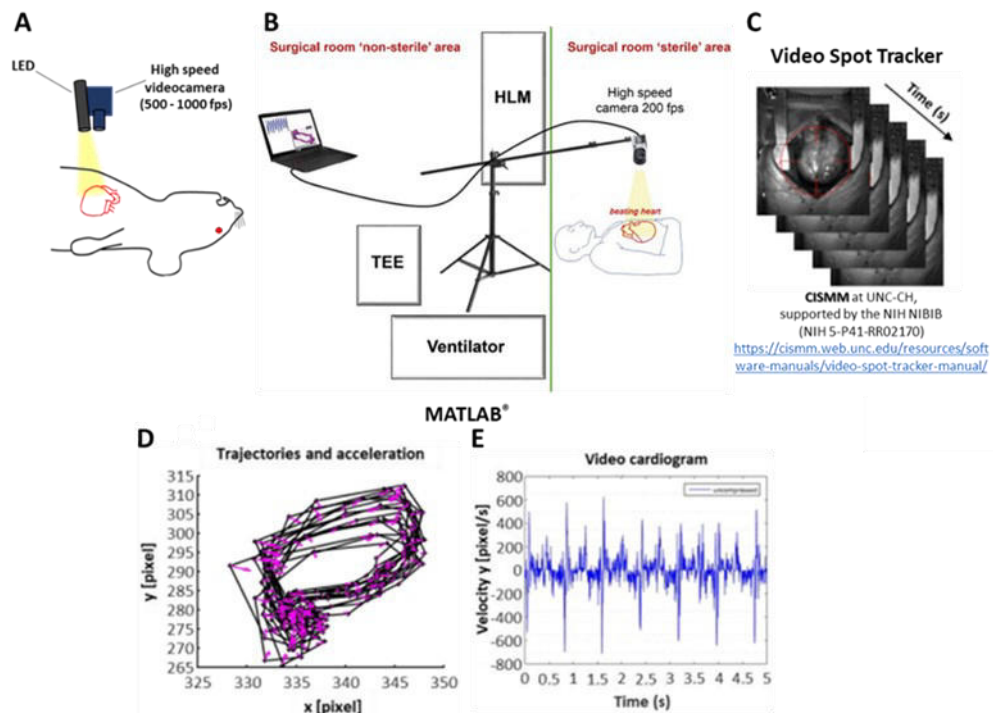 A
LED
High speed
videocamera
(500 - 1000 fps)
B
Surgical room ‘non-sterile’ area
Surgical room ‘sterile’ area
HLM
High speed
camera 200 fps
beating heart
TEE
Ventilator
C
Video Spot Tracker
Time (s)
CISMM at UNC-CH,
supported by the NIH NIBIB
(NIH 5-P41-RR02170)
https://cismm.web.unc.edu/resources/soft
ware-manuals/video-spot-tracker-manual/
MATLAB®
D
Trajectories and acceleration
y [pixel]
315
310
305
300
295
290
285
280
275
270
265
325
330
335
340
345
350
x [pixel]
E
Video cardiogram
Velocity y [pixel/s]
800
600
400
200
0
-200
-400
-600
-800
0 0.5 1 1.5 2 2.5 3 3.5 4 4.5 5
Time (s)